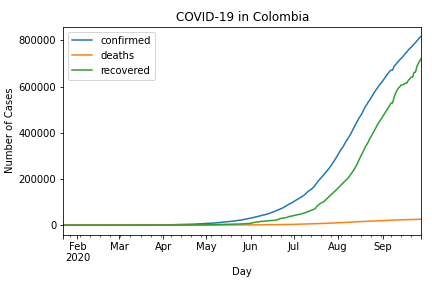 COVID-19 in Colombia
confirmed
deaths
recovered
800000
600000
400000
200000
0
Number of Cases
Feb Mar Apr May Jun Jul Aug Sep
2020
Day